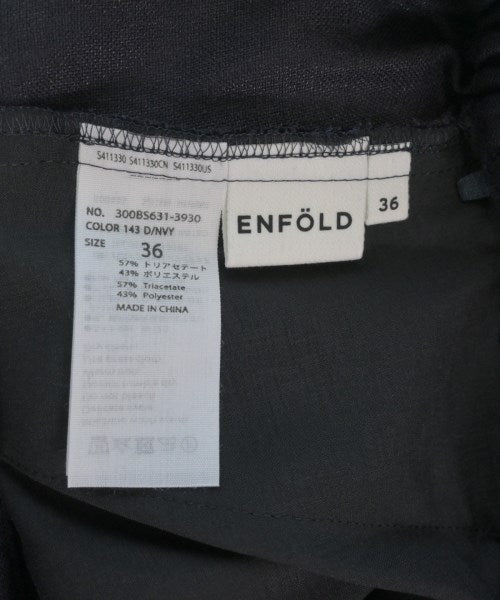 S411330 S411330CN S411330US
NO. 300BS631-3930
COLOR 143 D/NVY
SIZE 36
57% トリアセテート
43% ポリエステル
57% Triacetate
43% Polyester
MADE IN CHINA
ENFÖLD
36